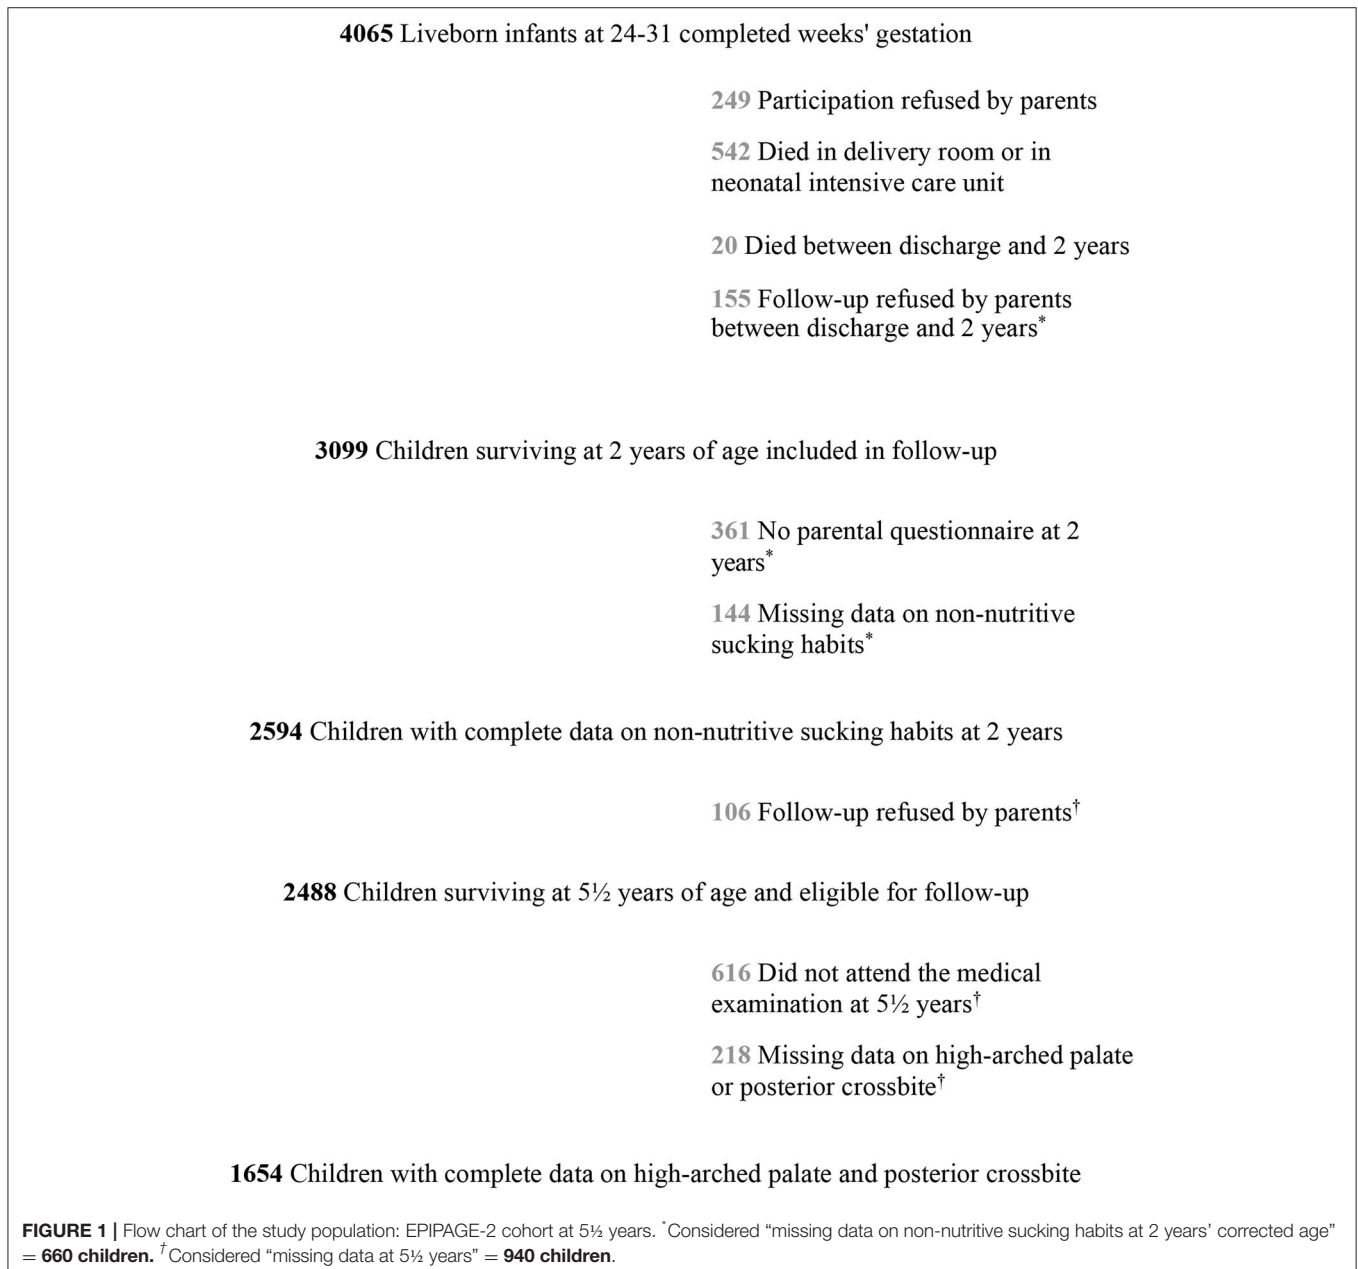 4065 Liveborn infants at 24-31 completed weeks' gestation
249 Participation refused by parents
542 Died in delivery room or in
neonatal intensive care unit
20 Died between discharge and 2 years
155 Follow-up refused by parents
between discharge and 2 years*
3099 Children surviving at 2 years of age included in follow-up
361 No parental questionnaire at 2
years*
144 Missing data on non-nutritive
sucking habits*
2594 Children with complete data on non-nutritive sucking habits at 2 years
106 Follow-up refused by parents†
2488 Children surviving at 5½ years of age and eligible for follow-up
616 Did not attend the medical
examination at 5½ years†
218 Missing data on high-arched palate
or posterior crossbite†
1654 Children with complete data on high-arched palate and posterior crossbite
FIGURE 1 | Flow chart of the study population: EPIPAGE-2 cohort at 5½ years. *Considered “missing data on non-nutritive sucking habits at 2 years’ corrected age”
= 660 children. †Considered “missing data at 5½ years” = 940 children.